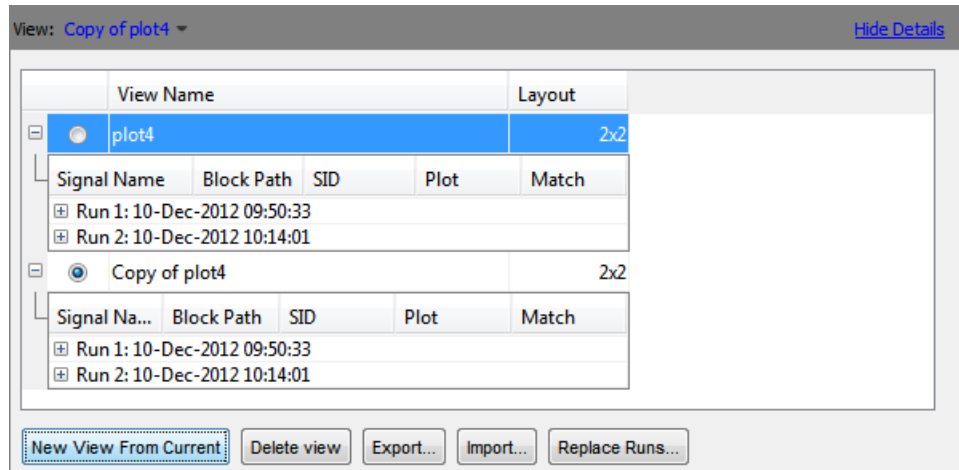 View: Copy of plot4 Hide Details
View Name Layout
plot4 2x2
Signal Name Block Path SID Plot Match
Run 1: 10-Dec-2012 09:50:33
Run 2: 10-Dec-2012 10:14:01
Copy of plot4 2x2
Signal Na... Block Path SID Plot Match
Run 1: 10-Dec-2012 09:50:33
Run 2: 10-Dec-2012 10:14:01
New View From Current Delete view Export... Import... Replace Runs...